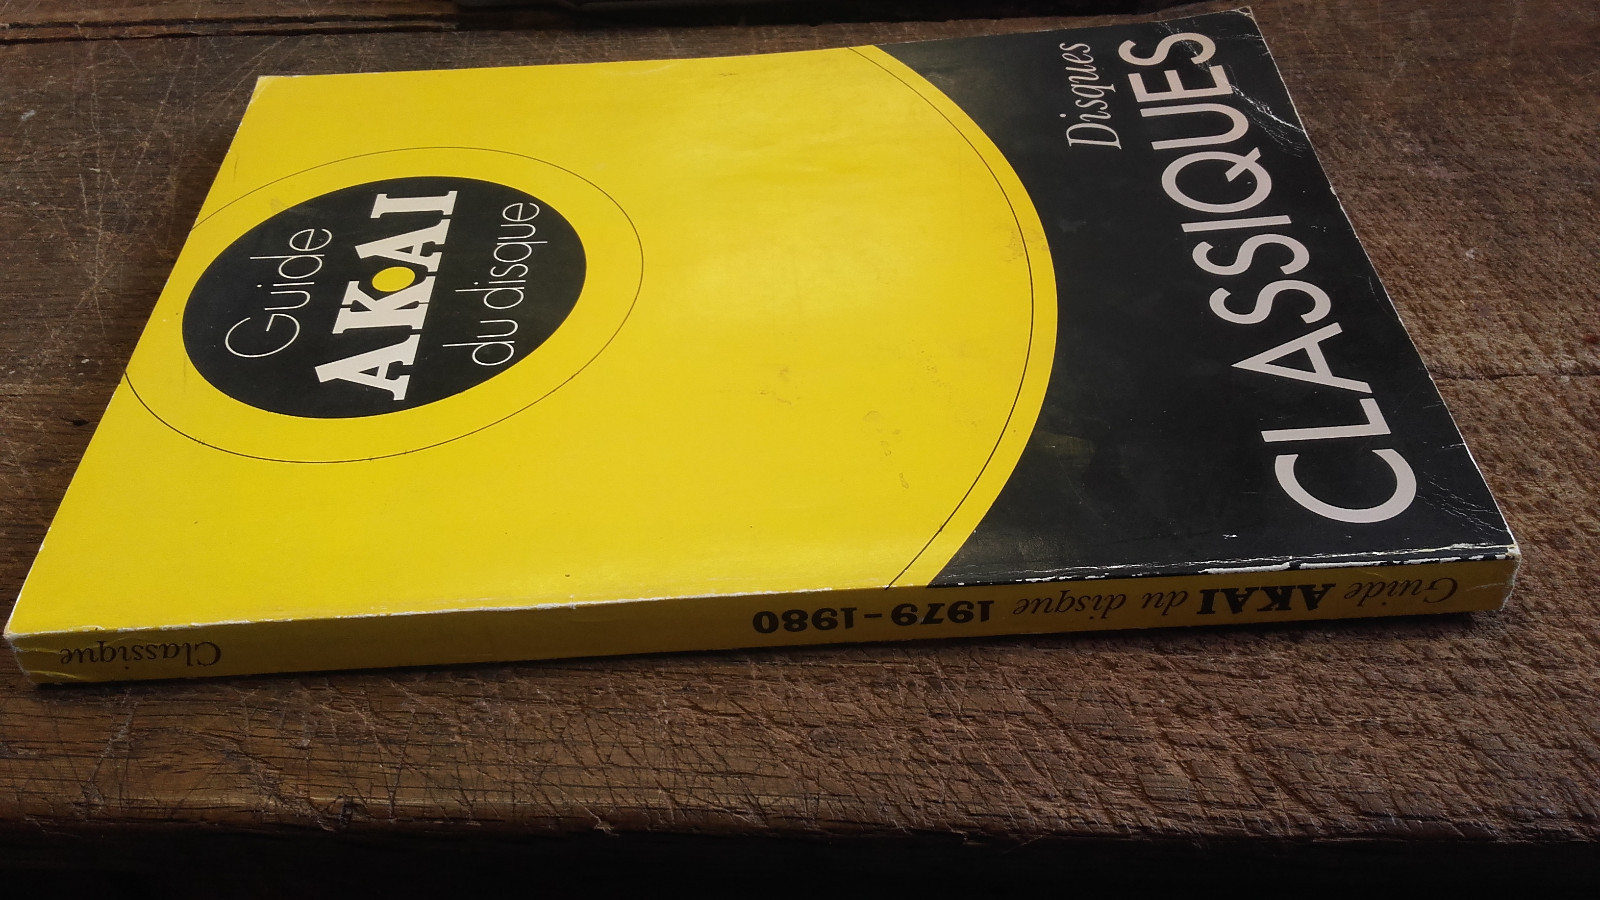 Guide
AKAI
du disque
Disques
CLASSIQUES
Guide AKAI du disque 1979-1980 Classique